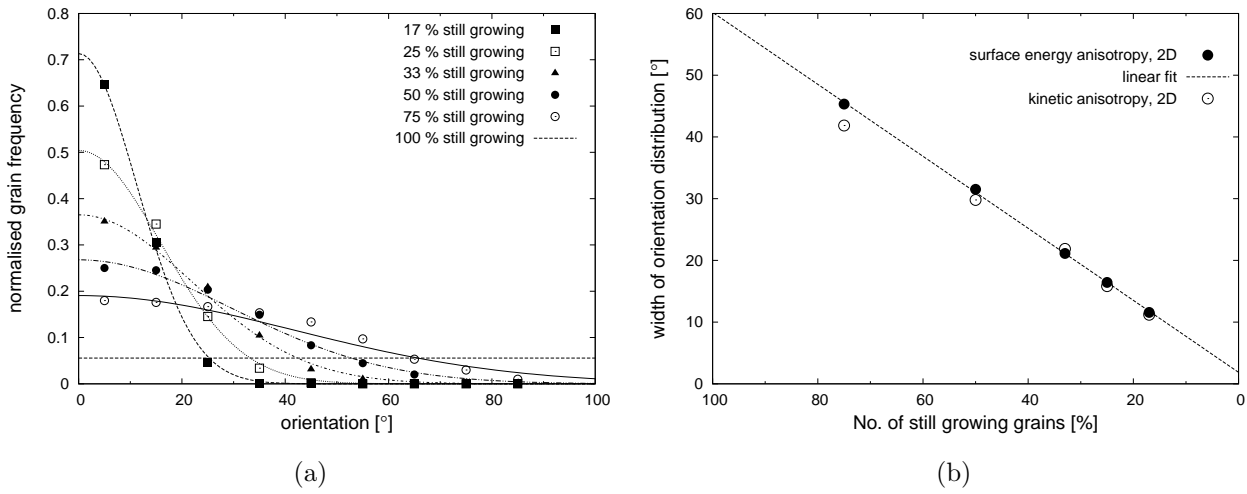 0
0.1
0.2
0.3
0.4
0.5
0.6
0.7
0.8
0 20 40 60 80 100
normalised grain frequency
orientation [°]
17 % still growing
25 % still growing
33 % still growing
50 % still growing
75 % still growing
100 % still growing
(a)
0
10
20
30
40
50
60
0 20 40 60 80 100
width of orientation distribution [°]
No. of still growing grains [%]
surface energy anisotropy, 2D
linear fit
kinetic anisotropy, 2D
(b)